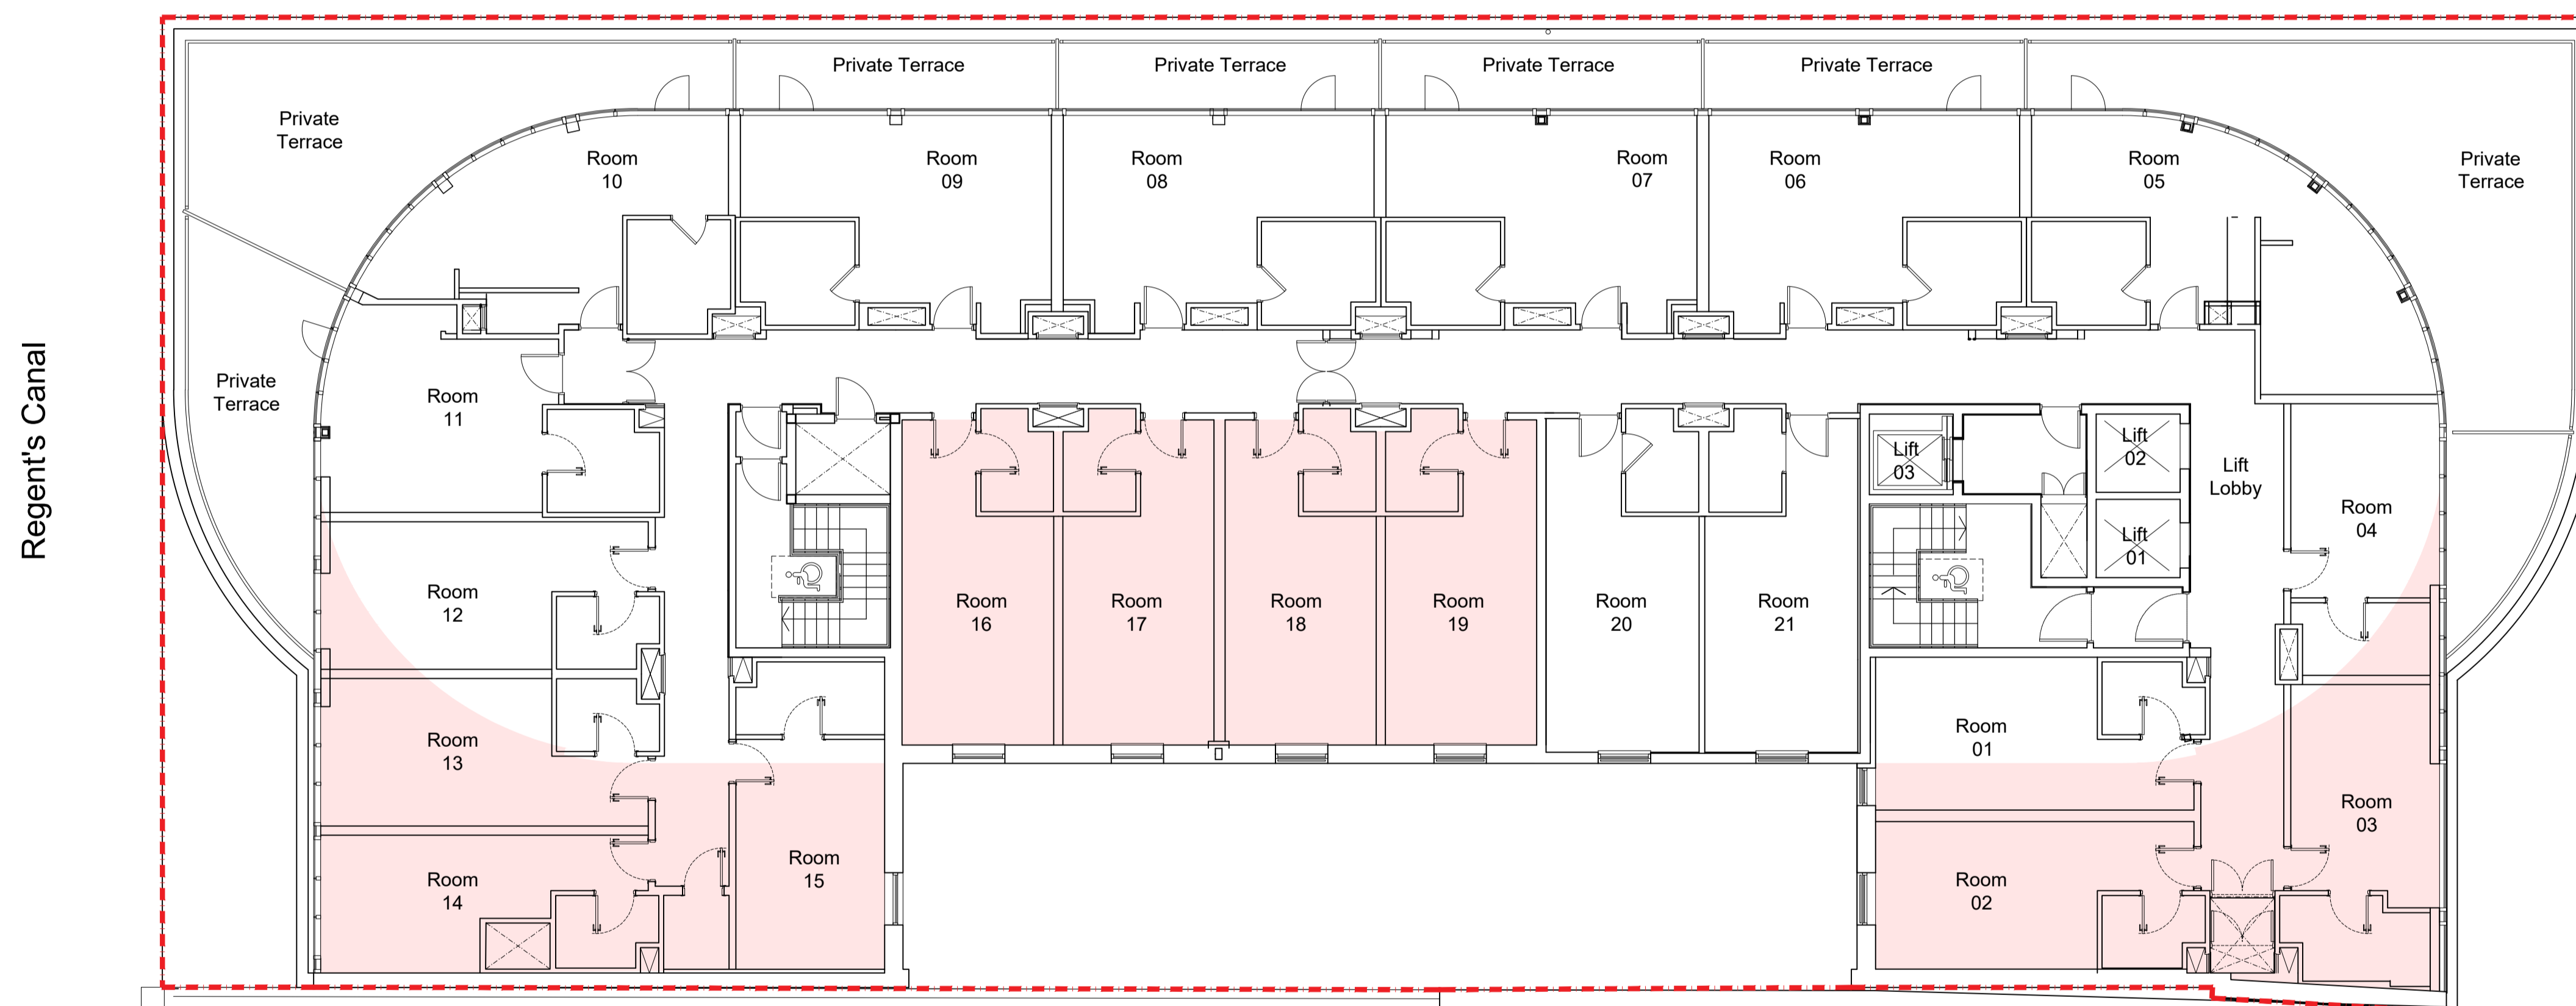 Private Terrace
Private Terrace
Private Terrace
Private Terrace
Private
Terrace
Private
Terrace
Room
10
Room
09
Room
08
Room
07
Room
06
Room
05
Regent's Canal
Private
Terrace
Room
11
Lift
03
Lift
02
Lift
01
Lift
Lobby
Room
04
Room
12
Room
16
Room
17
Room
18
Room
19
Room
20
Room
21
Room
13
Room
01
Room
14
Room
15
Room
02
Room
03